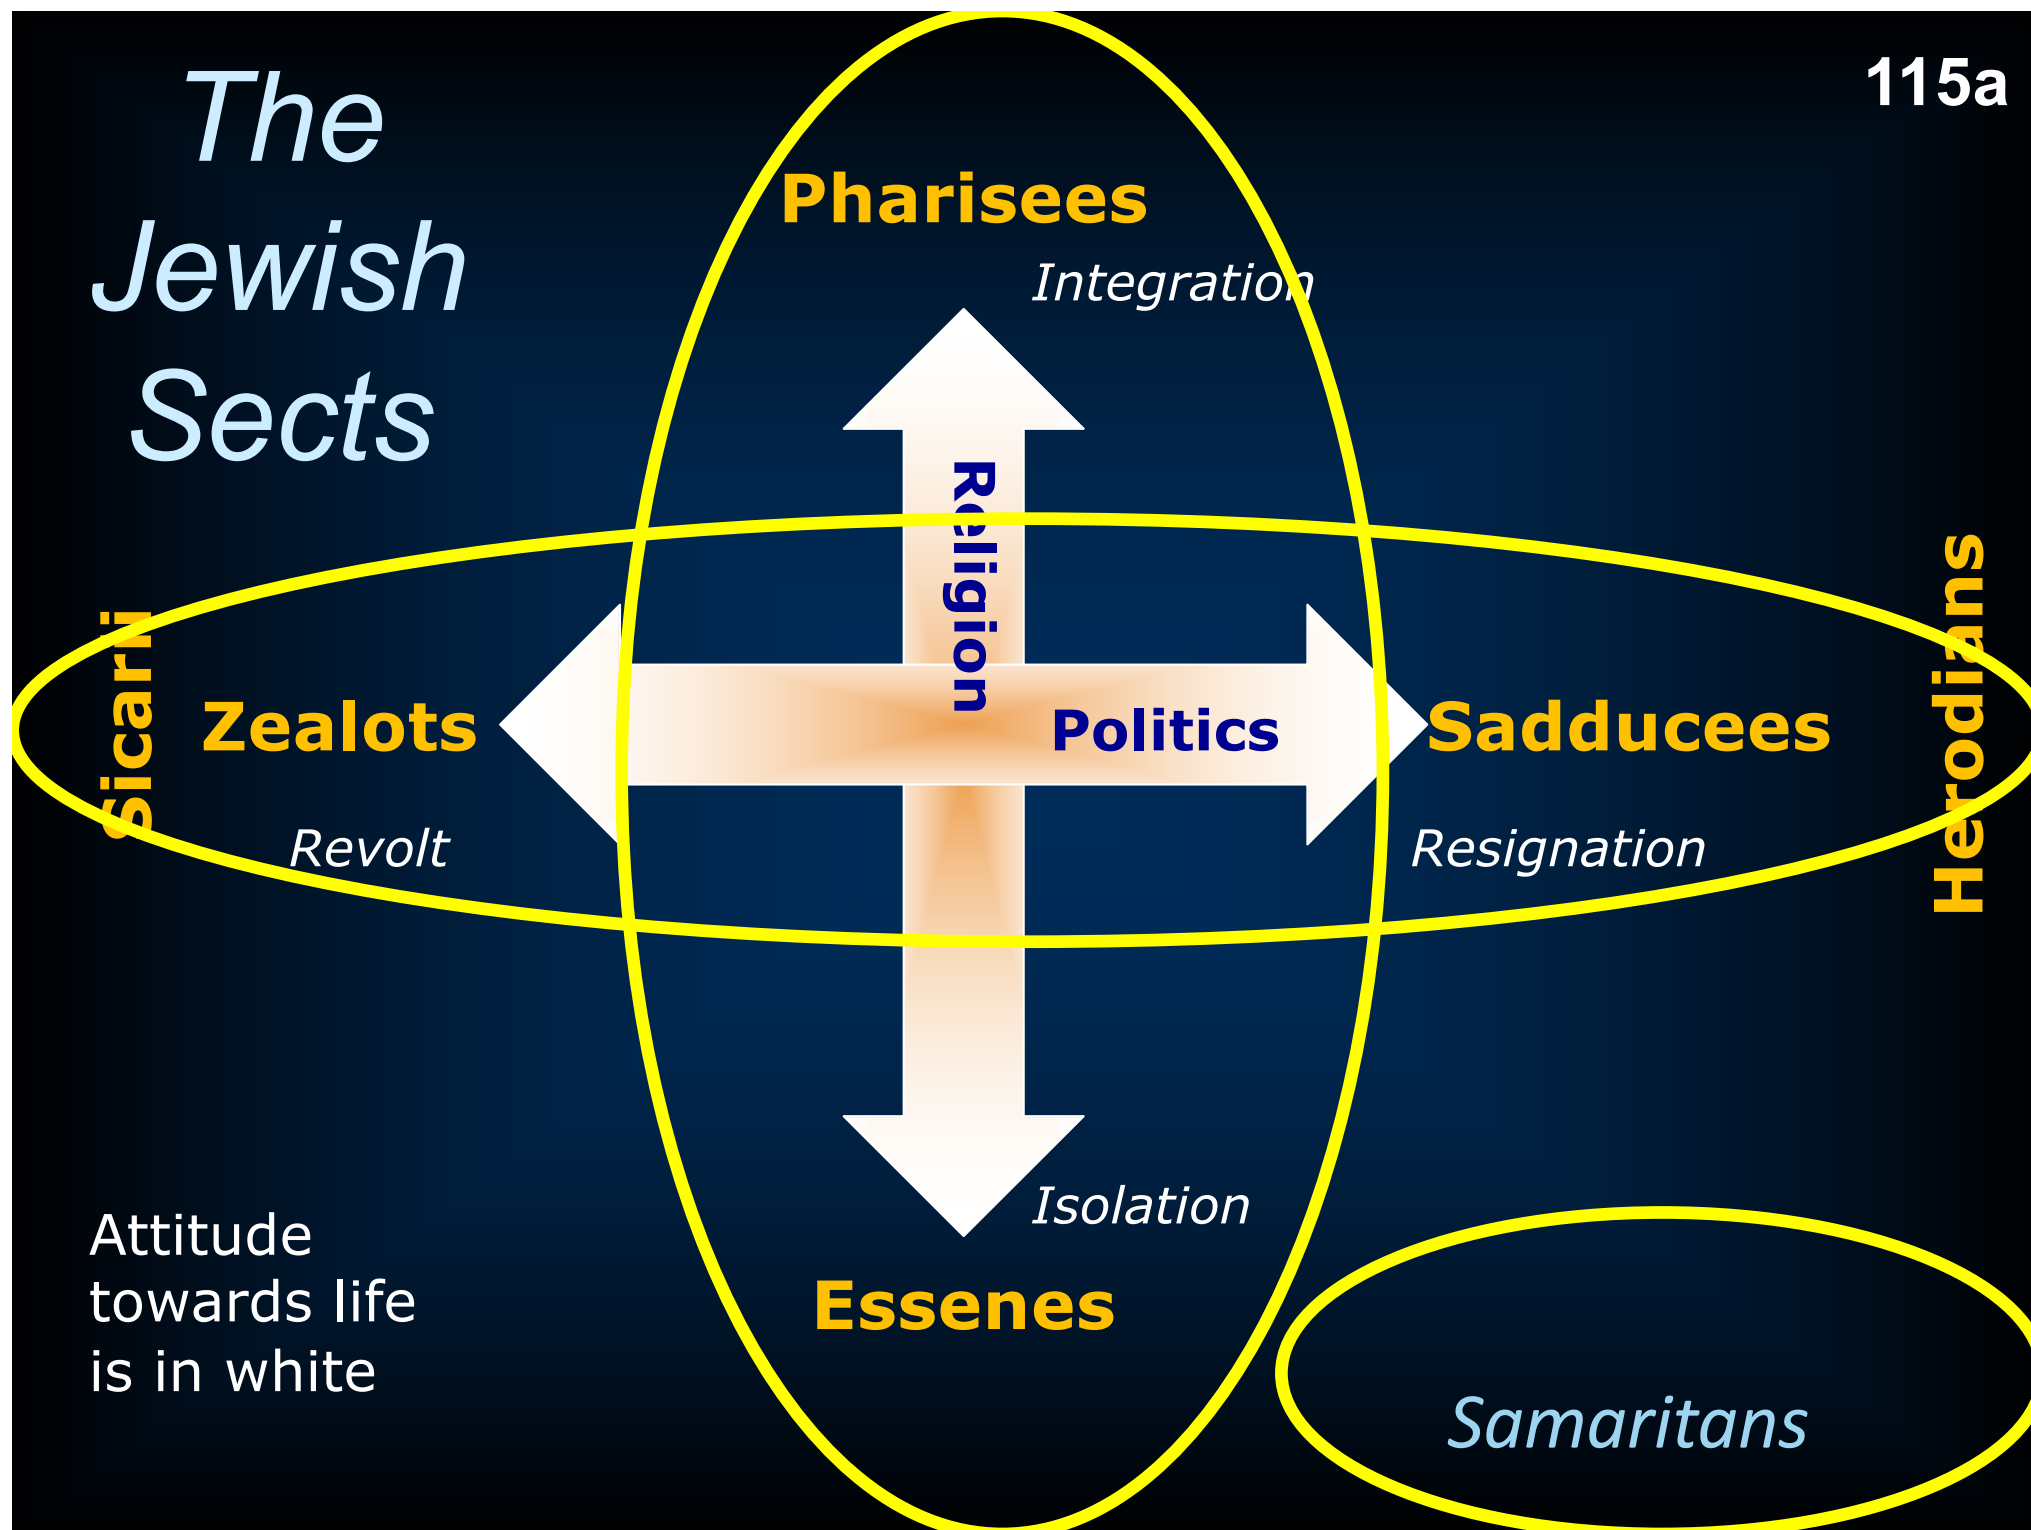 The
Jewish
Sects
115a
Pharisees
Integration
Religion
Politics
Sicarii
Zealots
Revolt
Sadducees
Resignation
Herodians
Isolation
Essenes
Attitude
towards life
is in white
Samaritans